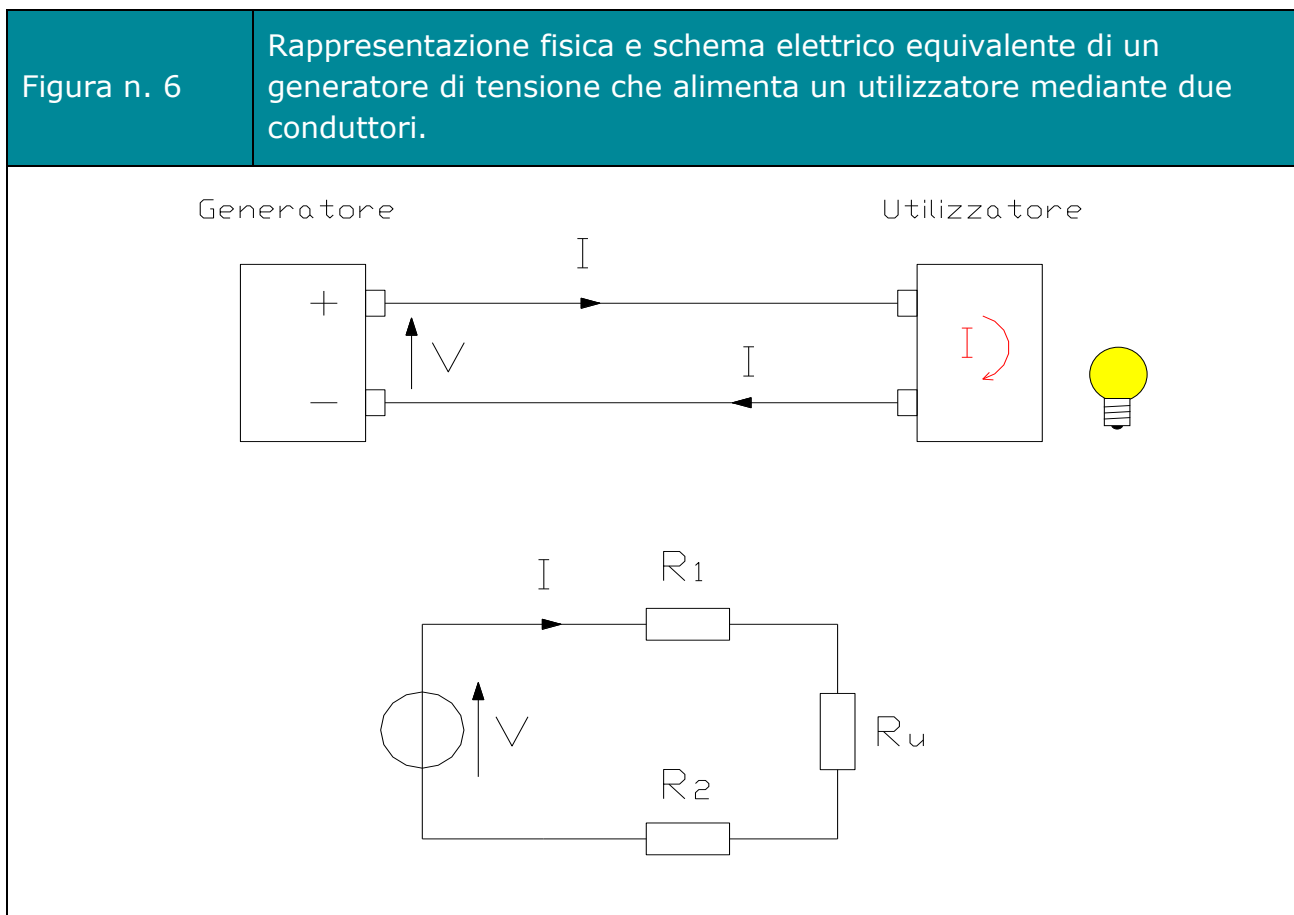 Figura n. 6
Rappresentazione fisica e schema elettrico equivalente di un
generatore di tensione che alimenta un utilizzatore mediante due
conduttori.
Generatore
Utilizzatore
I
+
V
I
I
−
I
R1
V
Ru
R2